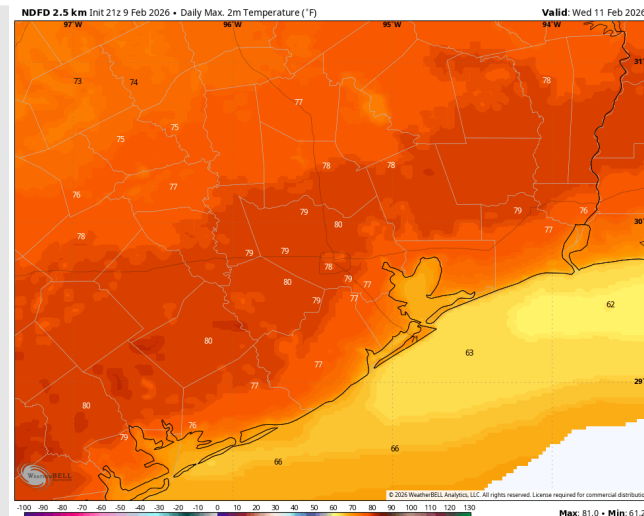 NDFD 2.5 km Init 21z 9 Feb 2026 • Daily Max. 2m Temperature (°F)
Valid: Wed 11 Feb 2026
97°W 96°W 95°W 94°W
31°
73 74 77 78
75 75
78 78
76 77
79 79 76
80 77
78
79 79 78
80 79 77
79 77
62
80 71 63
77
77 29°
80
79 76
66 66
WeatherBELL
© 2026 WeatherBELL Analytics, LLC. All rights reserved. License required for commercial distributio
-100 -90 -80 -70 -60 -50 -40 -30 -20 -10 0 10 20 30 40 50 60 70 80 90 100 110 120 130
Max: 81.0 • Min: 61.